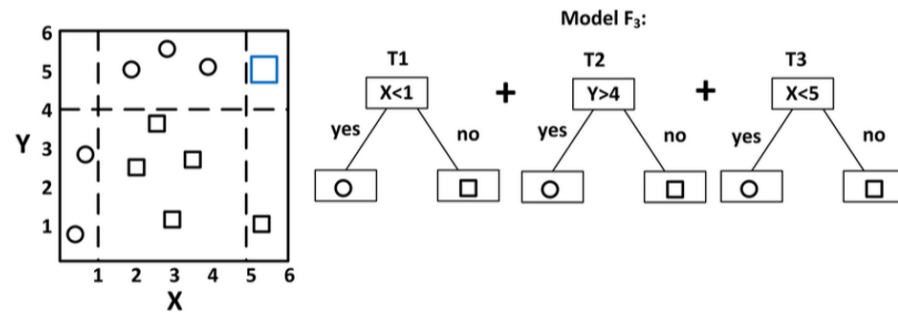 Model F₃:
6
5
4
3
2
1
Y
1 2 3 4 5 6
X
T1
X<1
yes
no
+
T2
Y>4
yes
no
+
T3
X<5
yes
no